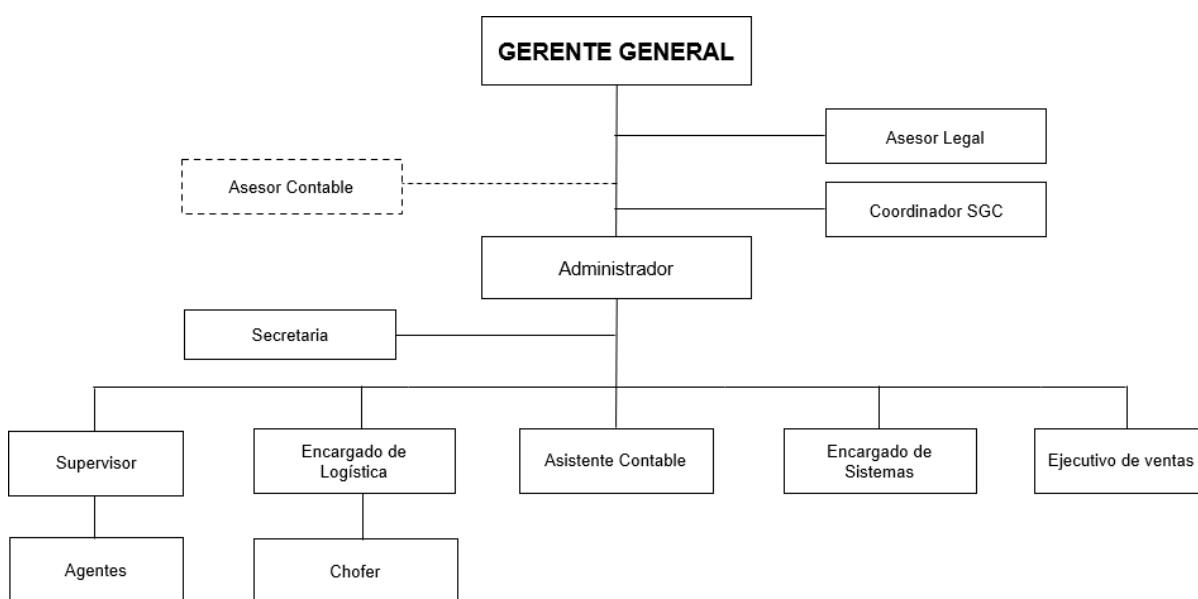 GERENTE GENERAL
Asesor Legal
Asesor Contable
Coordinador SGC
Administrador
Secretaria
Supervisor
Encargado de
Logística
Asistente Contable
Encargado de
Sistemas
Ejecutivo de ventas
Agentes
Chofer